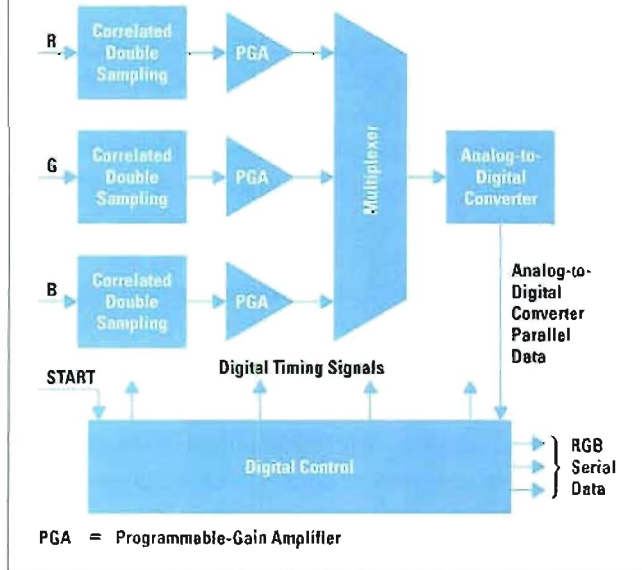 R
Correlated
Double
Sampling
PGA
G
Correlated
Double
Sampling
PGA
B
Correlated
Double
Sampling
PGA
Multiplexer
Analog-to-
Digital
Converter
Analog-to-
Digital
Converter
Parallel
Data
Digital Timing Signals
START
Digital Control
RGB
Serial
Data
PGA = Programmable-Gain Amplifier